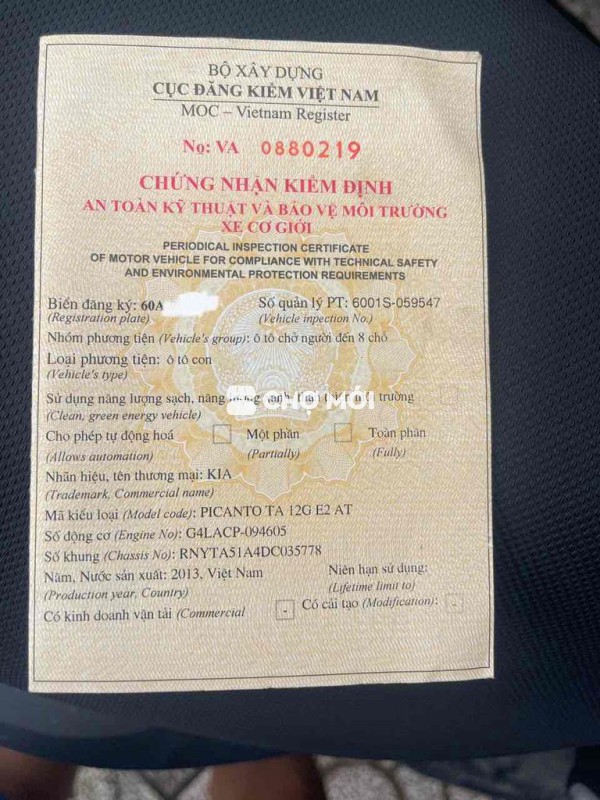 BỘ XÂY DỰNG
CỤC ĐĂNG KIỂM VIỆT NAM
MOC – Vietnam Register
No: VA 0880219
CHỨNG NHẬN KIỂM ĐỊNH
AN TOÀN KỸ THUẬT VÀ BẢO VỆ MÔI TRƯỜNG
XE CƠ GIỚI
PERIODICAL INSPECTION CERTIFICATE
OF MOTOR VEHICLE FOR COMPLIANCE WITH TECHNICAL SAFETY
AND ENVIRONMENTAL PROTECTION REQUIREMENTS
Biển đăng ký: 60A Số quản lý PT: 6001S-059547
(Registration plate) (Vehicle inpection No.)
Nhóm phương tiện (Vehicle's group): ô tô chở người đến 8 chỗ
Loại phương tiện: ô tô con
(Vehicle's type)
Sử dụng năng lượng sạch, năng trường
CHỢ MỚI
(Clean, green energy vehicle)
Cho phép tự động hoá Một phần Toàn phần
(Allows automation) (Partially) (Fully)
Nhãn hiệu, tên thương mại: KIA
(Trademark, Commercial name)
Mã kiểu loại (Model code): PICANTO TA 12G E2 AT
Số động cơ (Engine No): G4LACP-094605
Số khung (Chassis No): RNYTA51A4DC035778
Năm, Nước sản xuất: 2013, Việt Nam Niên hạn sử dụng:
(Production year, Country) (Lifetime limit to)
Có kinh doanh vận tải (Commercial - Có cải tạo (Modification): -